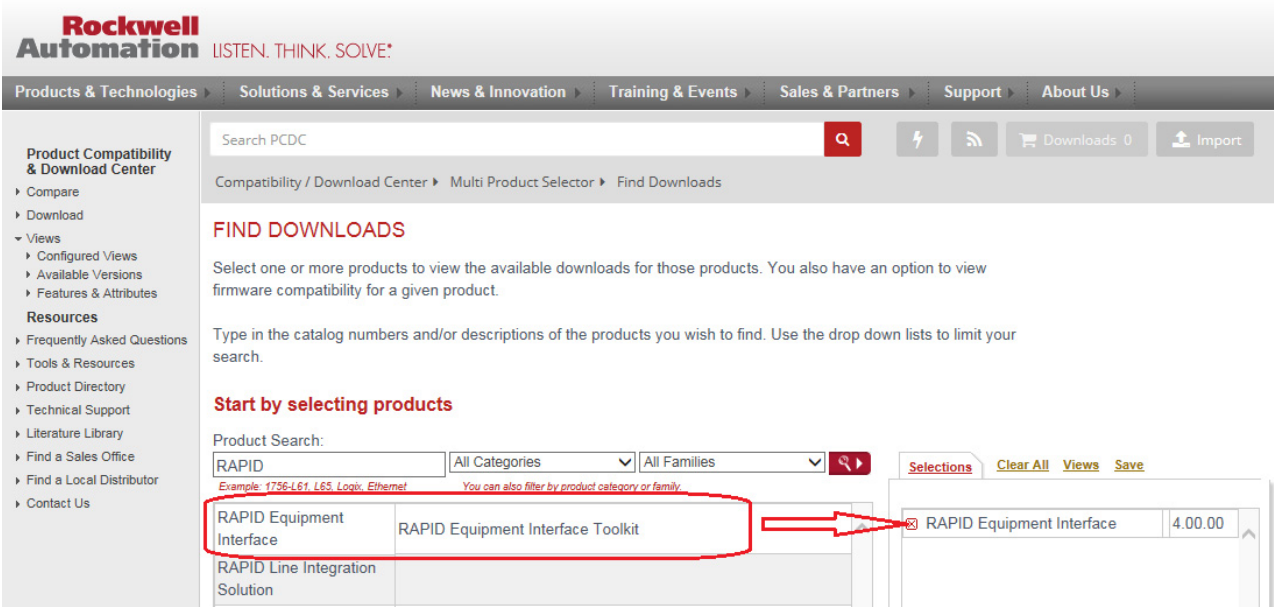 Rockwell
Automation LISTEN. THINK. SOLVE.®
Products & Technologies Solutions & Services News & Innovation Training & Events Sales & Partners Support About Us
Product Compatibility
& Download Center
Compare
Download
Views
Configured Views
Available Versions
Features & Attributes
Resources
Frequently Asked Questions
Tools & Resources
Product Directory
Technical Support
Literature Library
Find a Sales Office
Find a Local Distributor
Contact Us
Search PCDC
Downloads 0 Import
Compatibility / Download Center Multi Product Selector Find Downloads
FIND DOWNLOADS
Select one or more products to view the available downloads for those products. You also have an option to view
firmware compatibility for a given product.
Type in the catalog numbers and/or descriptions of the products you wish to find. Use the drop down lists to limit your
search.
Start by selecting products
Product Search:
RAPID All Categories All Families
Example: 1756-L61, L65, Logix, Ethernet You can also filter by product category or family.
RAPID Equipment
Interface
RAPID Equipment Interface Toolkit
RAPID Line Integration
Solution
Selections Clear All Views Save
RAPID Equipment Interface 4.00.00